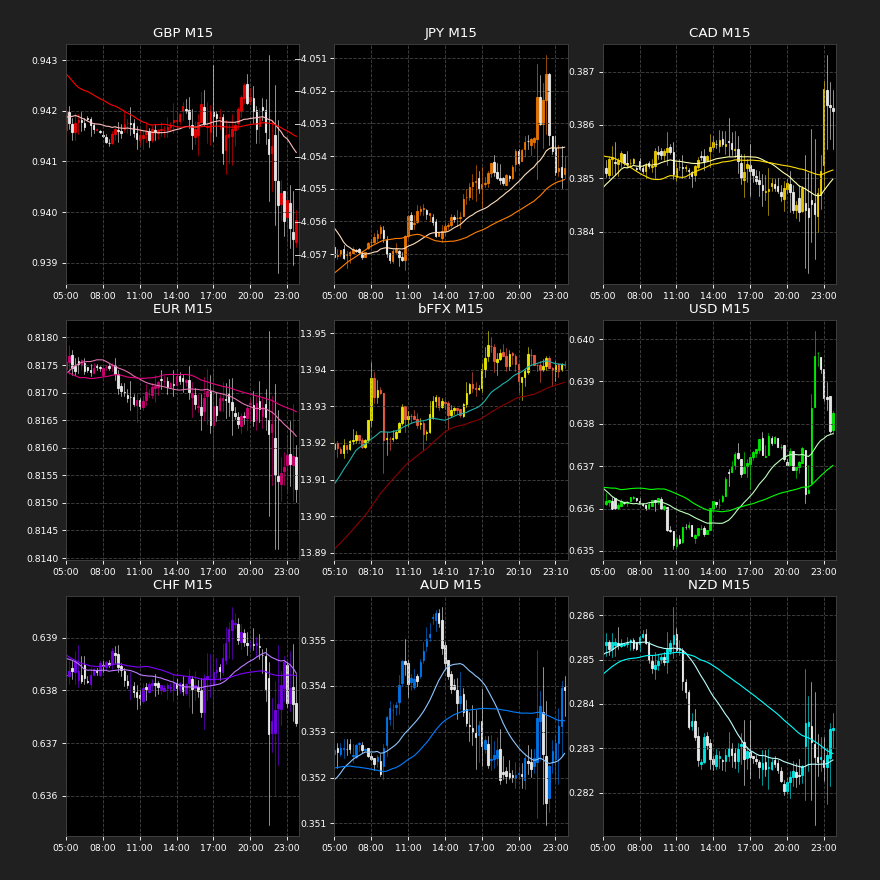 GBP M15
0.943
0.942
0.941
0.940
0.939
05:00 08:00 11:00 14:00 17:00 20:00 23:00
JPY M15
−4.051
−4.052
−4.053
−4.054
−4.055
−4.056
−4.057
05:00 08:00 11:00 14:00 17:00 20:00 23:00
CAD M15
0.387
0.386
0.385
0.384
05:00 08:00 11:00 14:00 17:00 20:00 23:00
EUR M15
0.8180
0.8175
0.8170
0.8165
0.8160
0.8155
0.8150
0.8145
0.8140
05:00 08:00 11:00 14:00 17:00 20:00 23:00
bFFX M15
13.95
13.94
13.93
13.92
13.91
13.90
13.89
05:10 08:10 11:10 14:10 17:10 20:10 23:10
USD M15
0.640
0.639
0.638
0.637
0.636
0.635
05:00 08:00 11:00 14:00 17:00 20:00 23:00
CHF M15
0.639
0.638
0.637
0.636
05:00 08:00 11:00 14:00 17:00 20:00 23:00
AUD M15
0.355
0.354
0.353
0.352
0.351
05:00 08:00 11:00 14:00 17:00 20:00 23:00
NZD M15
0.286
0.285
0.284
0.283
0.282
05:00 08:00 11:00 14:00 17:00 20:00 23:00